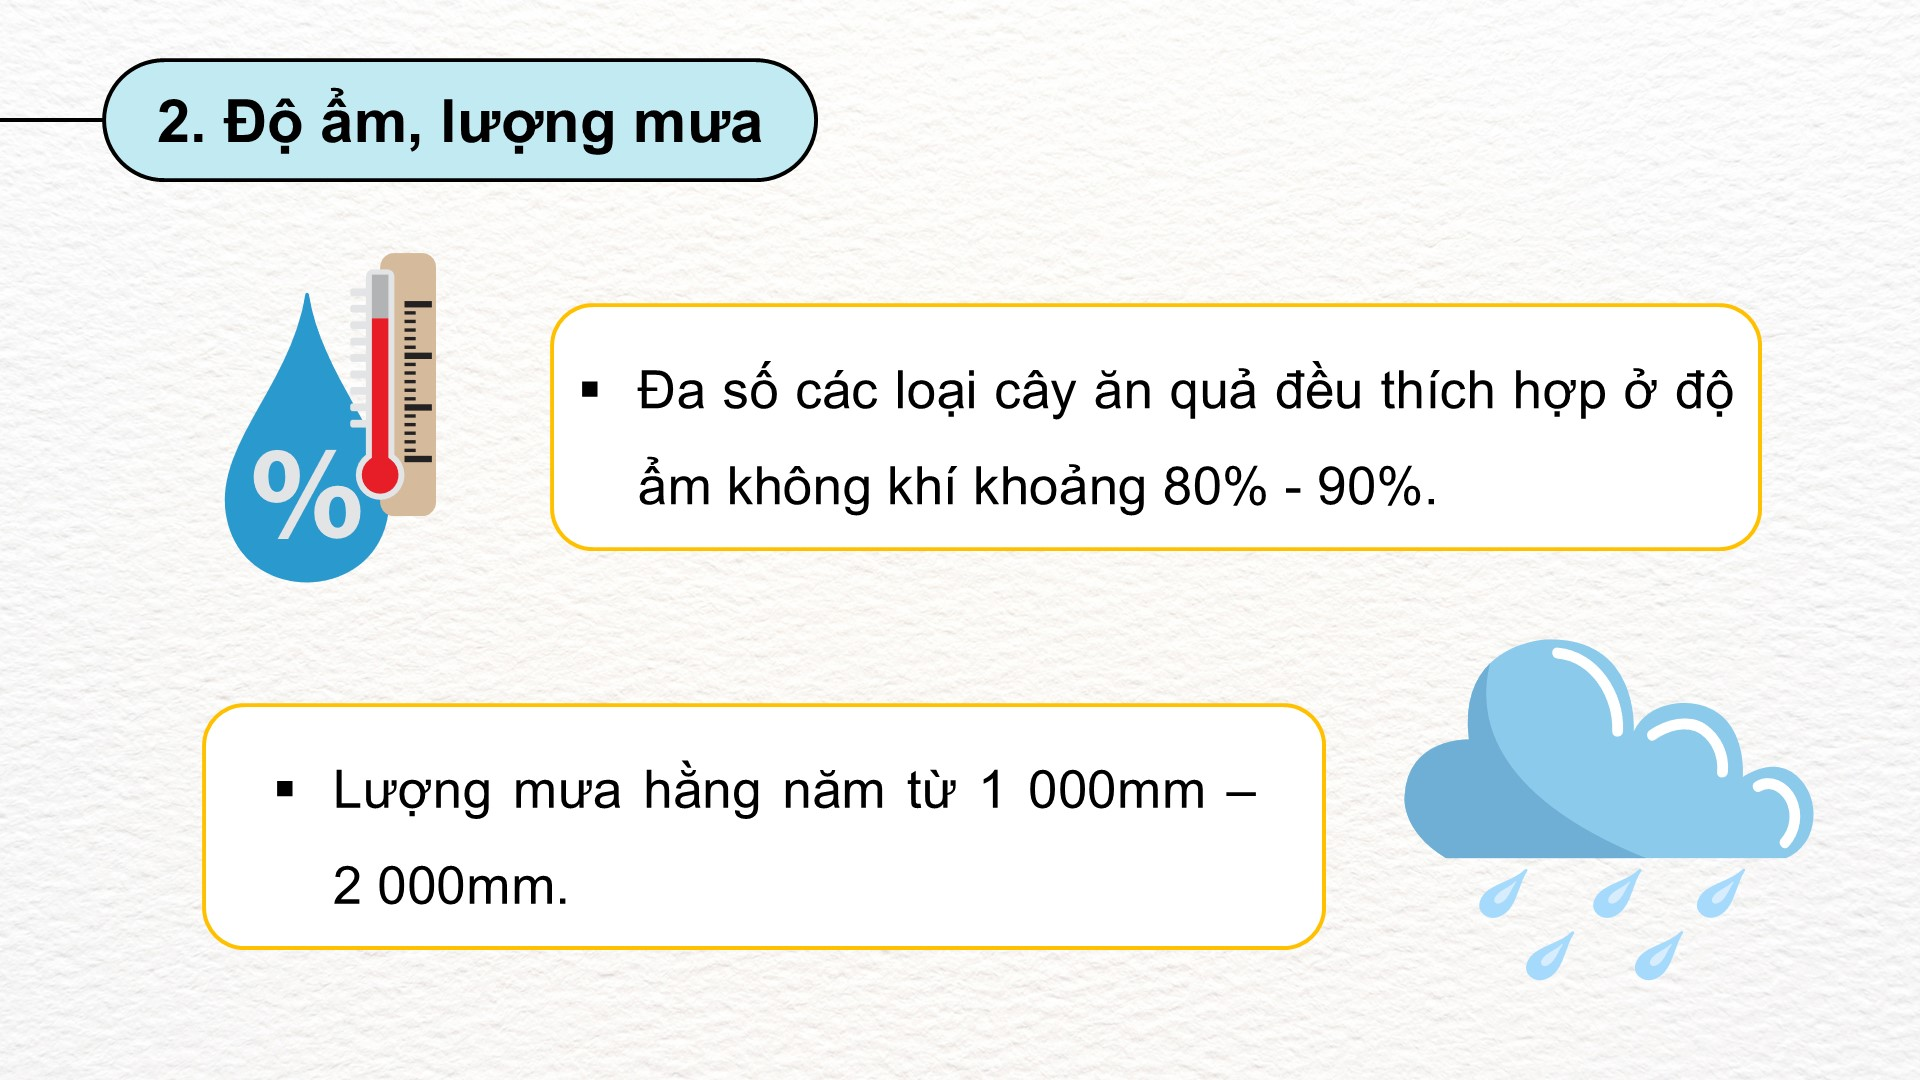 2. Độ ẩm, lượng mưa
▪ Đa số các loại cây ăn quả đều thích hợp ở độ
ẩm không khí khoảng 80% - 90%.
%
▪ Lượng mưa hằng năm từ 1 000mm –
2 000mm.